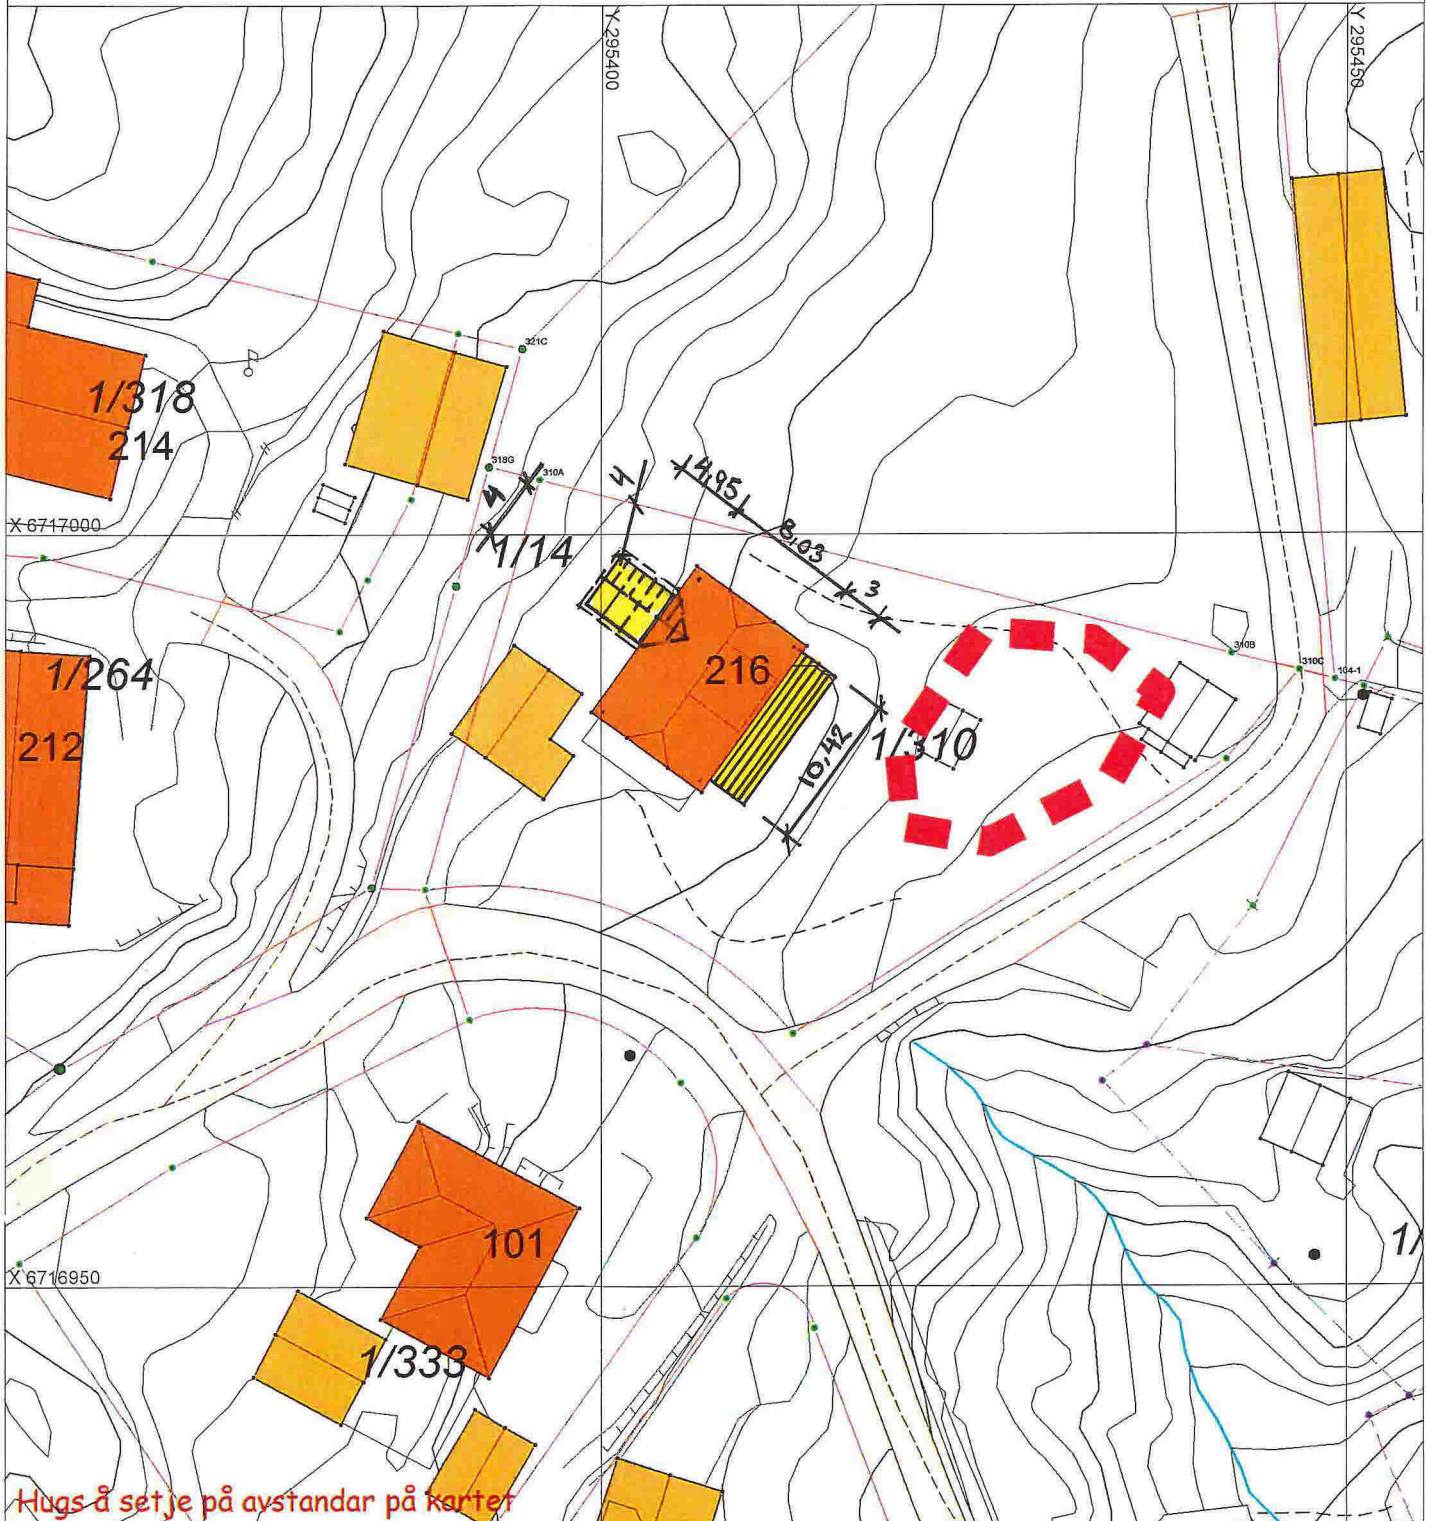 Y 295400
Y 295450
321C
1/318
214
318G
310A
4
4
4,95
8,03
3
X 6717000
1/14
310B
310C
104-1
1/264
216
212
1/310
10,42
101
1/
X 6716950
1/333
Hugs å setje på avstandar på kartet